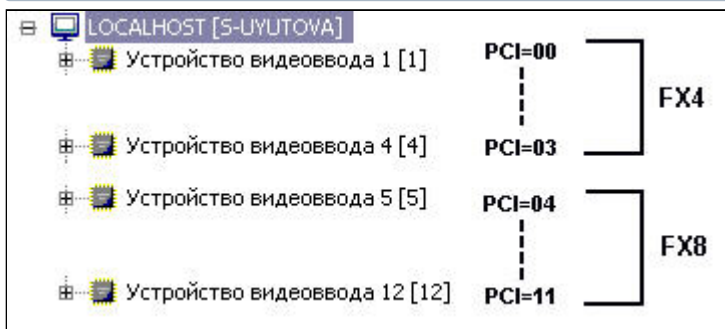 LOCALHOST [S-UYUTOVA]
Устройство видеоввода 1 [1] PCI=00
FX4
Устройство видеоввода 4 [4] PCI=03
Устройство видеоввода 5 [5] PCI=04
FX8
Устройство видеоввода 12 [12] PCI=11